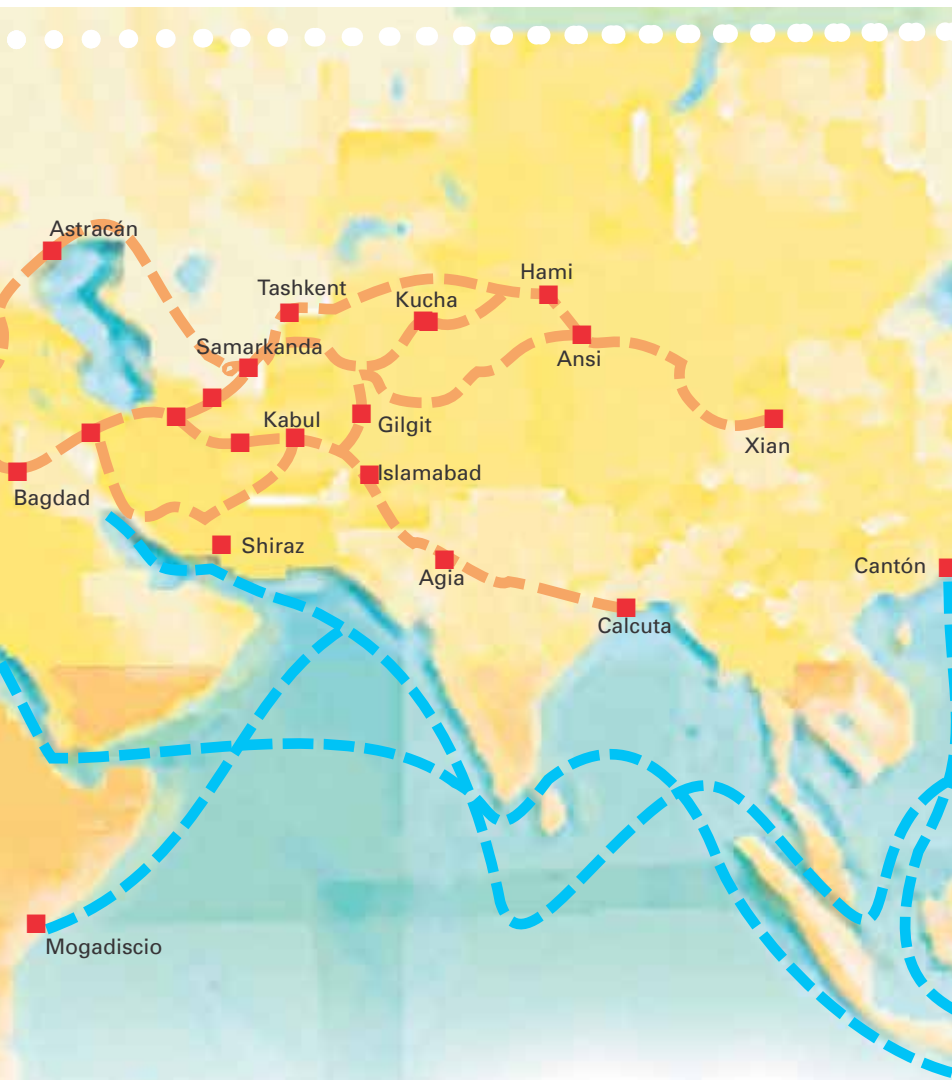 Astracán
Hami
Tashkent
Kucha
Samarkanda
Ansi
Kabul
Gilgit
Xian
Islamabad
Bagdad
Shiraz
Cantón
Agia
Calcuta
Mogadiscio